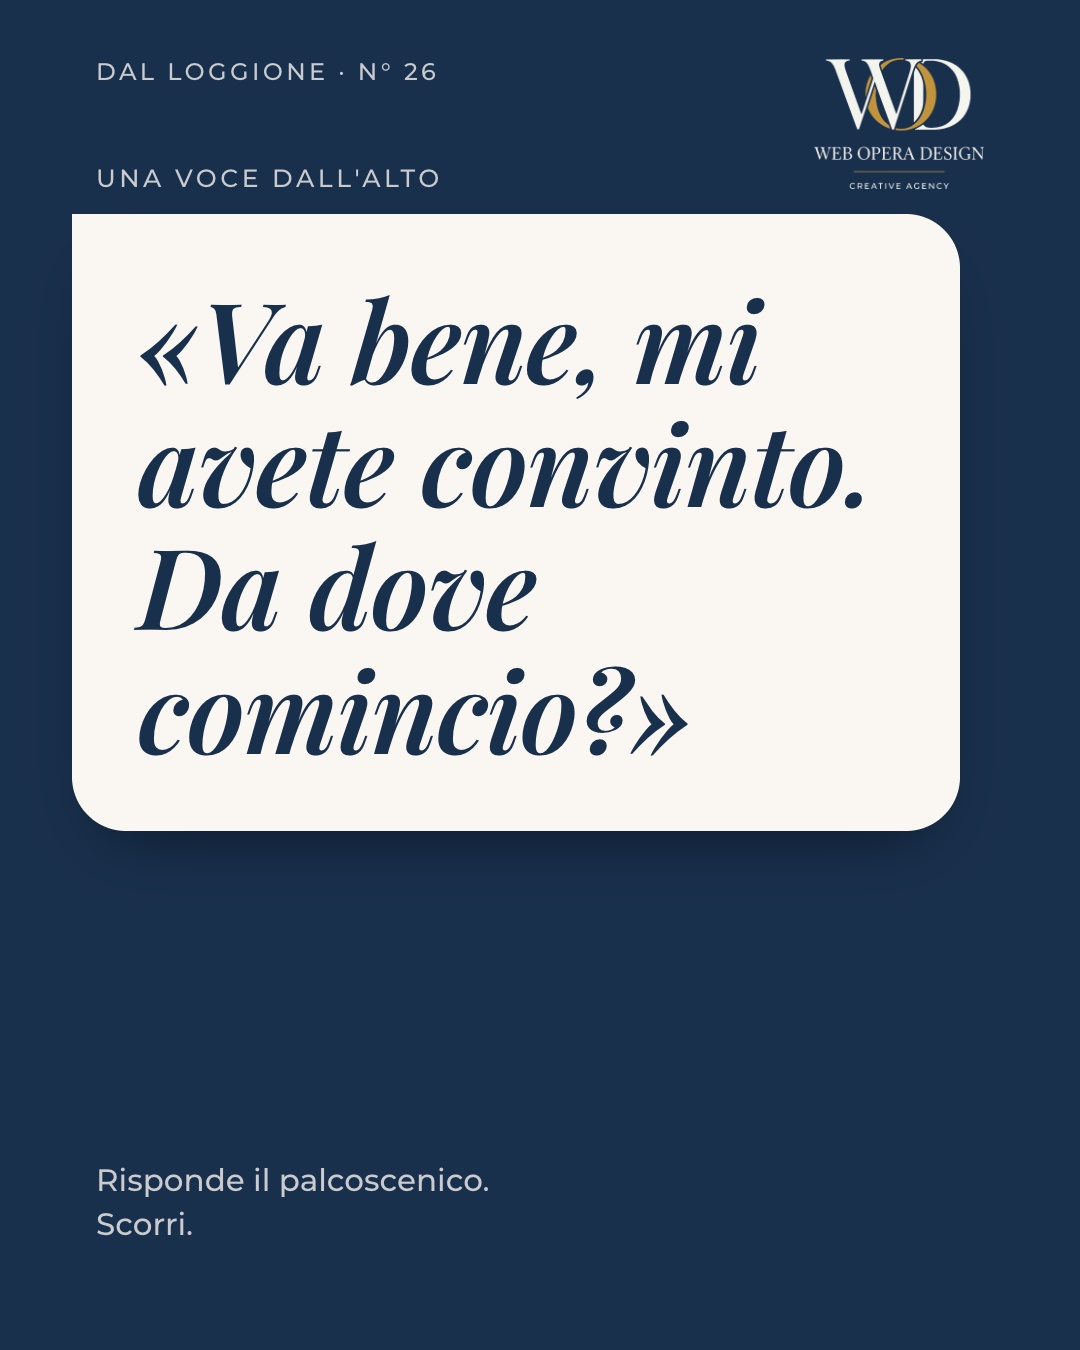 DAL LOGGIONE · N° 26
WOD
WEB OPERA DESIGN
CREATIVE AGENCY
UNA VOCE DALL'ALTO
«Va bene, mi
avete convinto.
Da dove
comincio?»
Risponde il palcoscenico.
Scorri.